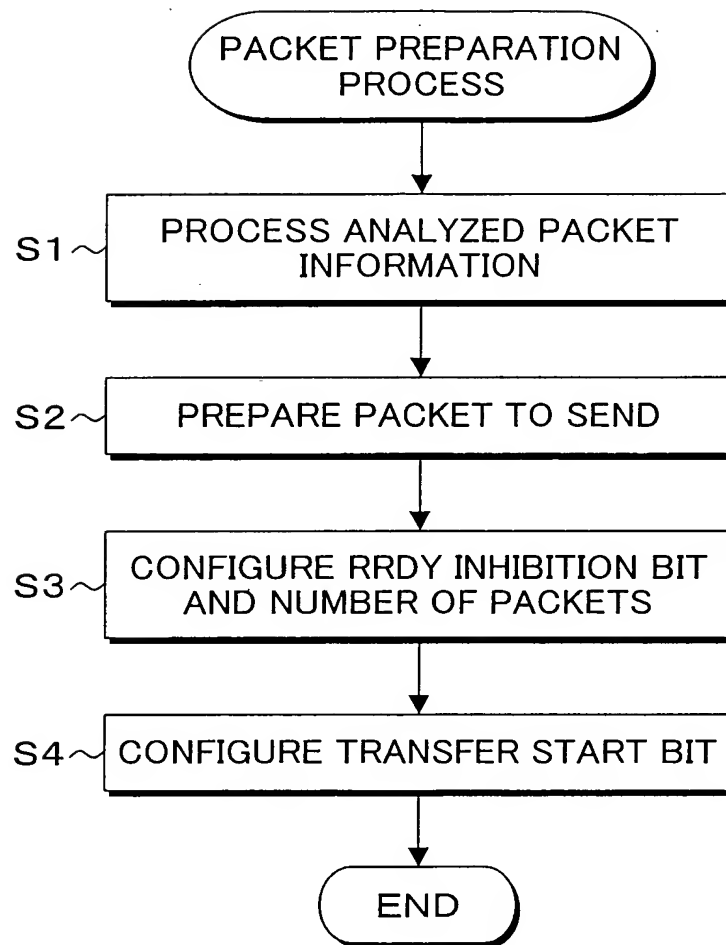 PACKET PREPARATION
PROCESS
S1
PROCESS ANALYZED PACKET
INFORMATION
S2
PREPARE PACKET TO SEND
S3
CONFIGURE RRDY INHIBITION BIT
AND NUMBER OF PACKETS
S4
CONFIGURE TRANSFER START BIT
END